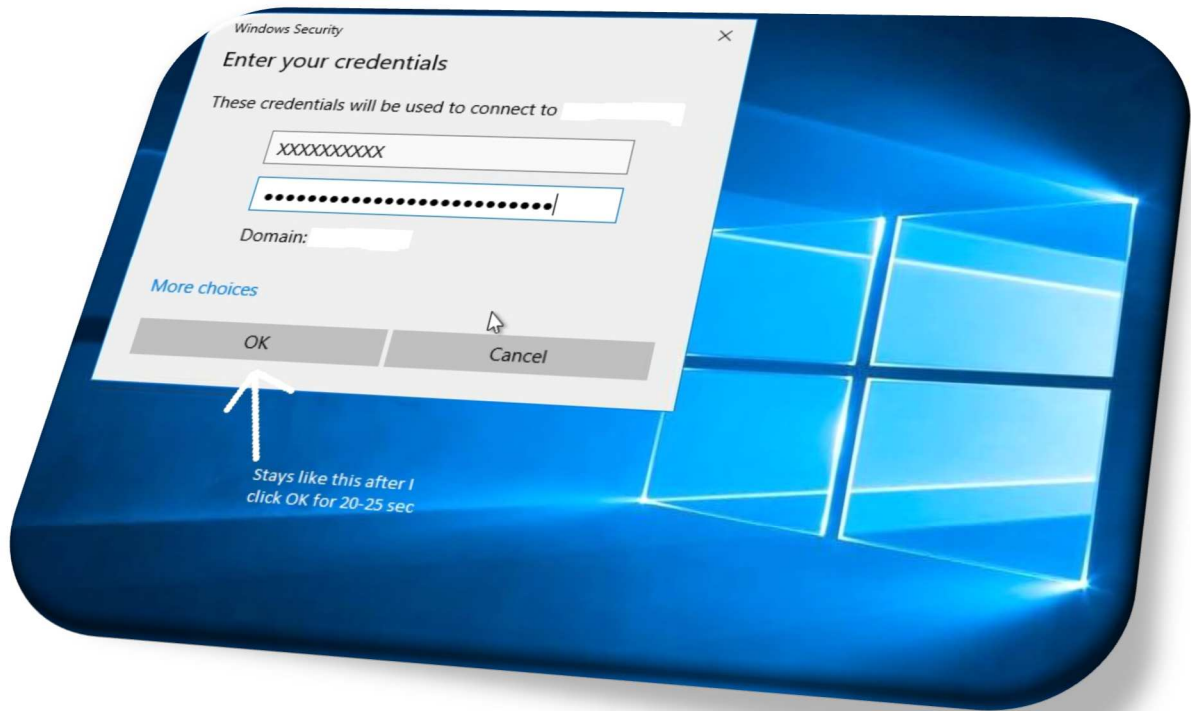 Windows Security
Enter your credentials
These credentials will be used to connect to
XXXXXXXXXX
Domain:
More choices
OK
Cancel
Stays like this after I
click OK for 20-25 sec